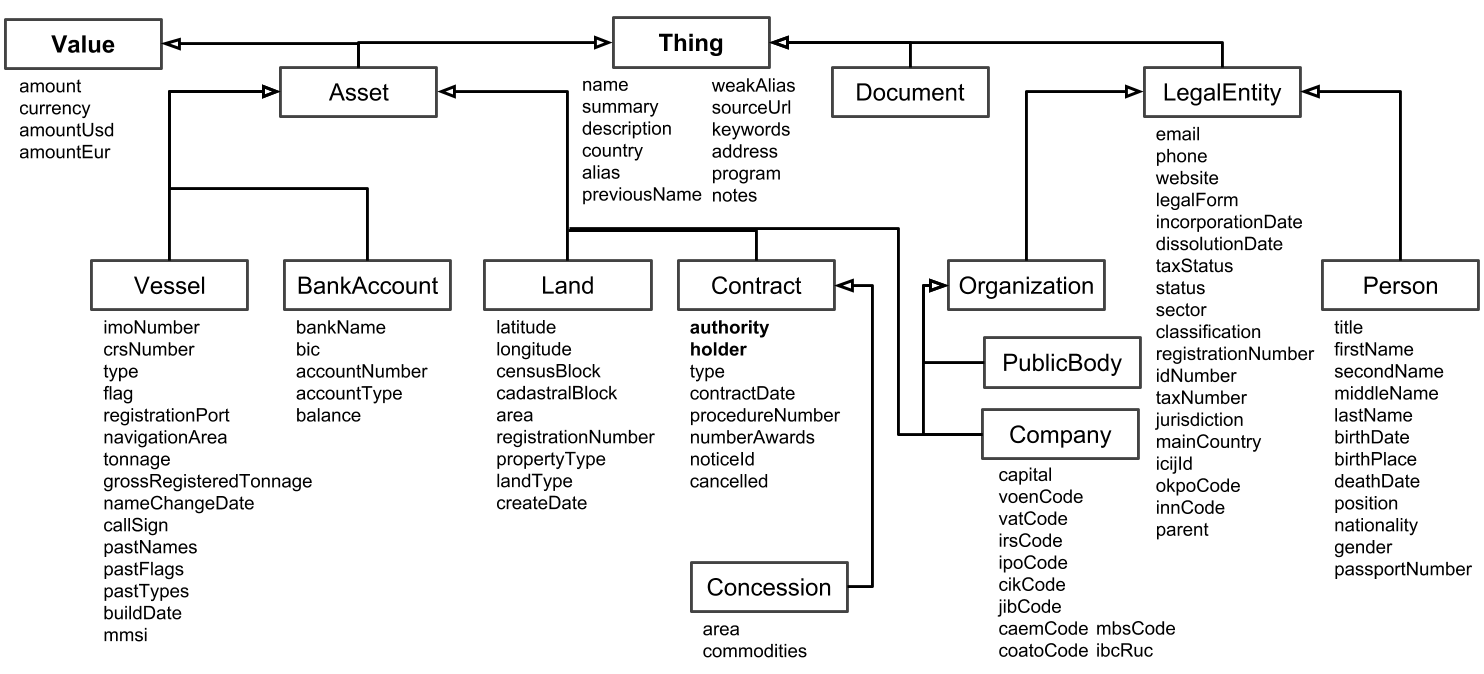 Value
amount
currency
amountUsd
amountEur
Asset
Thing
name
summary
description
country
alias
previousName
weakAlias
sourceUrl
keywords
address
program
notes
Document
LegalEntity
email
phone
website
legalForm
incorporationDate
dissolutionDate
taxStatus
status
sector
classification
registrationNumber
idNumber
taxNumber
jurisdiction
mainCountry
icijId
okpoCode
innCode
parent
Vessel
imoNumber
crsNumber
type
flag
registrationPort
navigationArea
tonnage
grossRegisteredTonnage
nameChangeDate
callSign
pastNames
pastFlags
pastTypes
buildDate
mmsi
BankAccount
bankName
bic
accountNumber
accountType
balance
Land
latitude
longitude
censusBlock
cadastralBlock
area
registrationNumber
propertyType
landType
createDate
Contract
authority
holder
type
contractDate
procedureNumber
numberAwards
noticeId
cancelled
Concession
area
commodities
Organization
PublicBody
Company
capital
voenCode
vatCode
irsCode
ipoCode
cikCode
jibCode
caemCode mbsCode
coatoCode ibcRuc
Person
title
firstName
secondName
middleName
lastName
birthDate
birthPlace
deathDate
position
nationality
gender
passportNumber